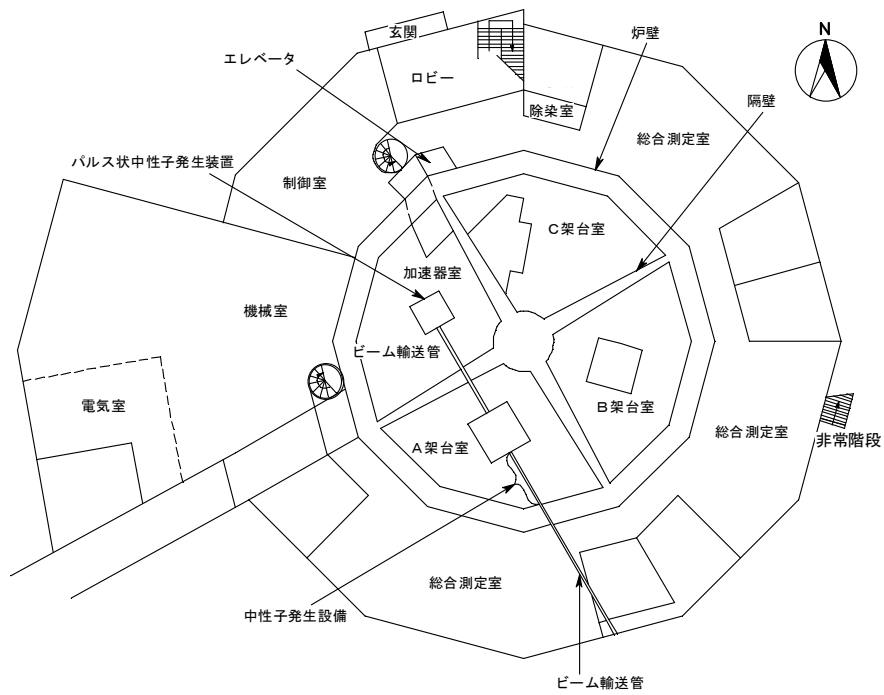 玄関
N
炉壁
エレベータ
ロビー
隔壁
除染室
総合測定室
パルス状中性子発生装置
制御室
C架台室
加速器室
機械室
ビーム輸送管
電気室
B架台室
総合測定室
非常階段
A架台室
総合測定室
中性子発生設備
ビーム輸送管